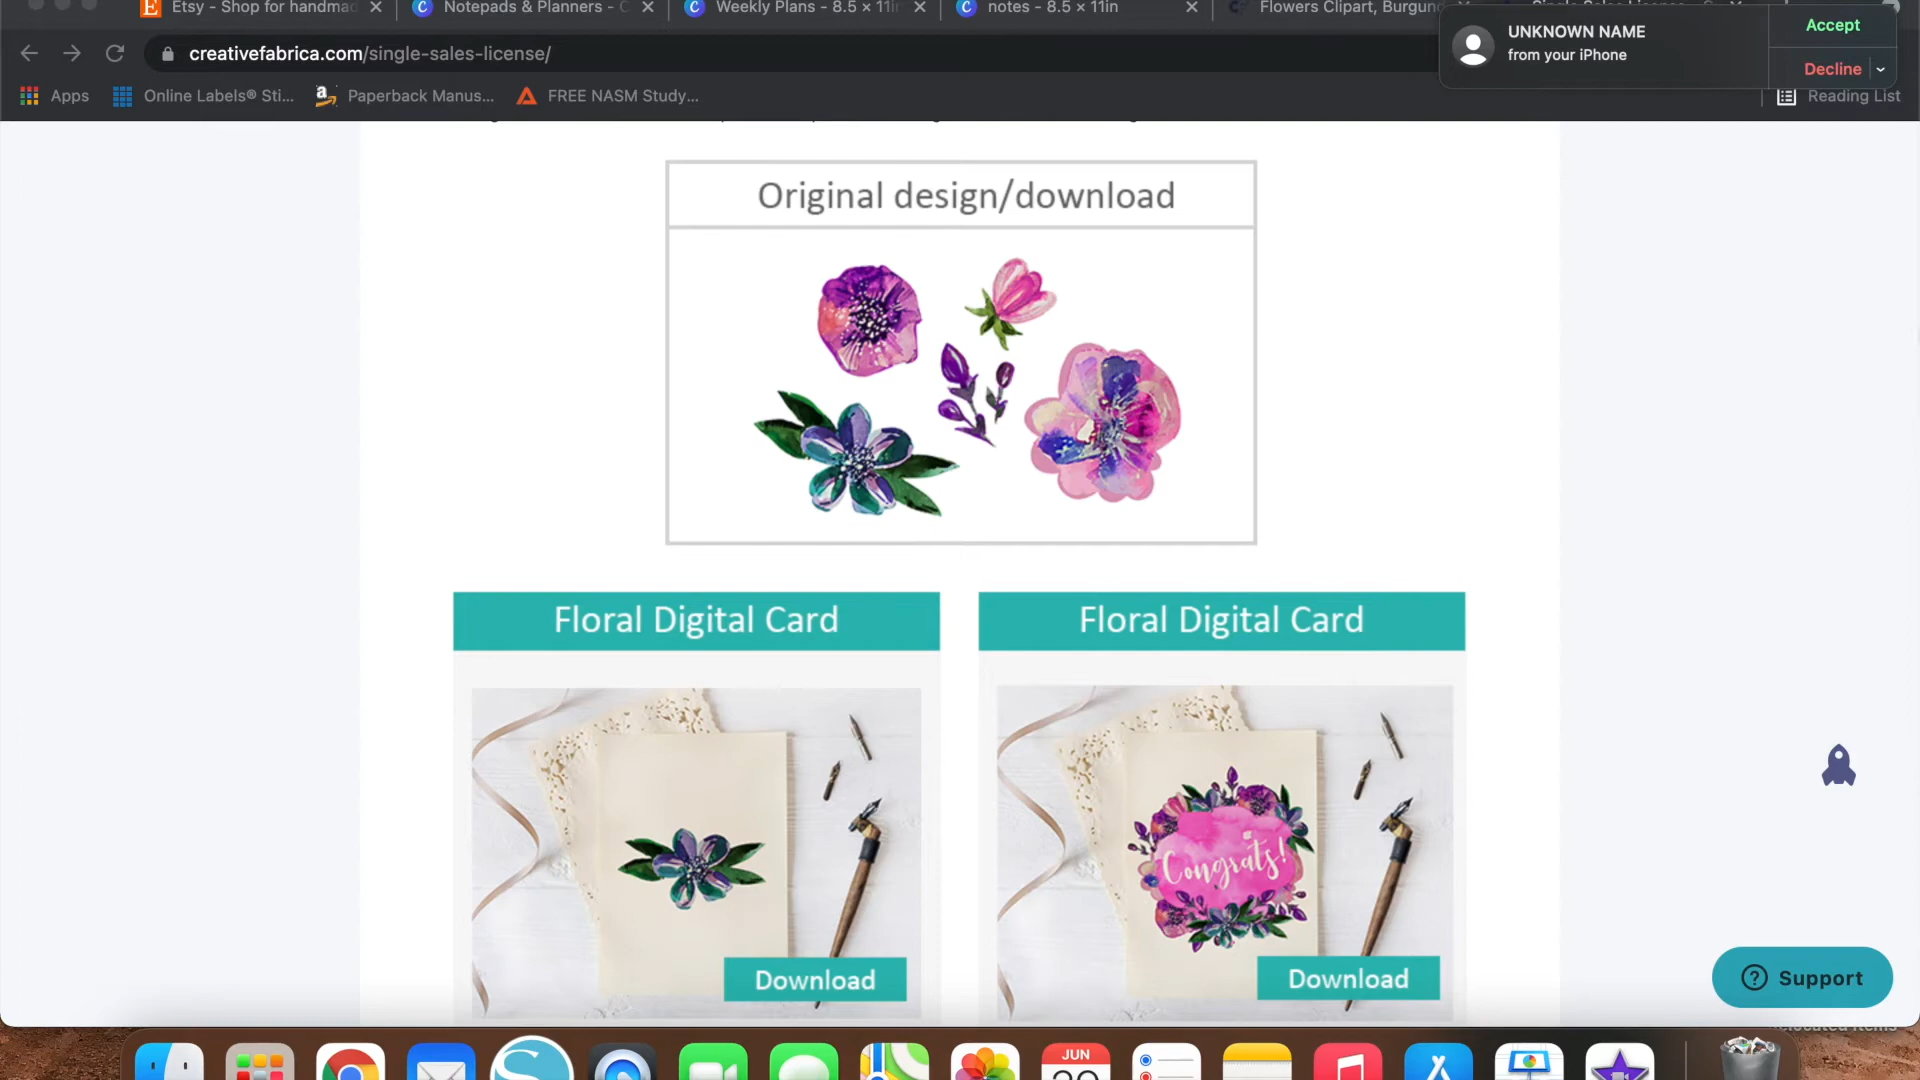 Etsy - Shop for handmad
Notepads & Planners - C
Weekly Plans - 8.5 × 11in
notes - 8.5 × 11in
Flowers Clipart, Burgund
UNKNOWN NAME
from your iPhone
Accept
Decline
creativefabrica.com/single-sales-license/
Apps
Online Labels® Sti...
Paperback Manus...
FREE NASM Study...
Reading List
Original design/download
Floral Digital Card
Floral Digital Card
Congrats!
Download
Download
Support
JUN